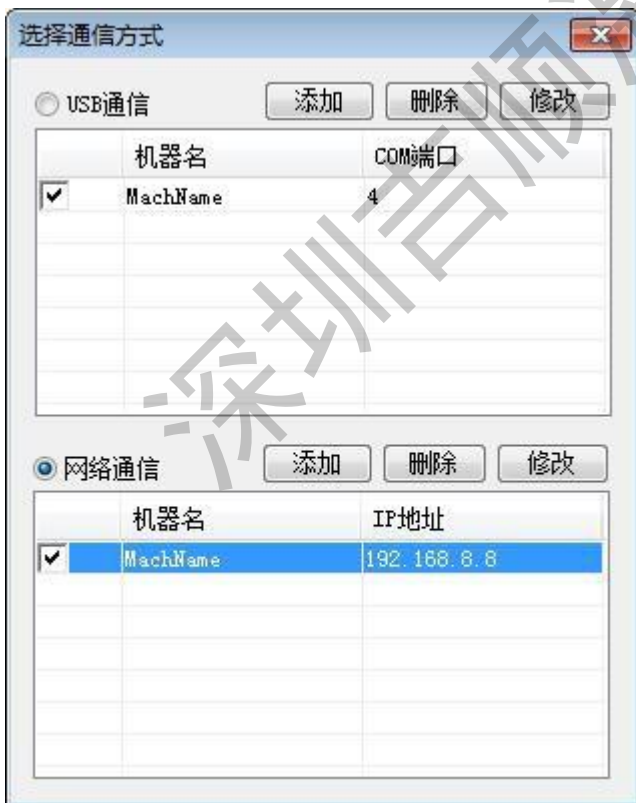 选择通信方式
USB通信 添加 删除 修改
机器名 COM端口
MachName 4
网络通信 添加 删除 修改
机器名 IP地址
MachName 192.168.8.8
深圳吉顺